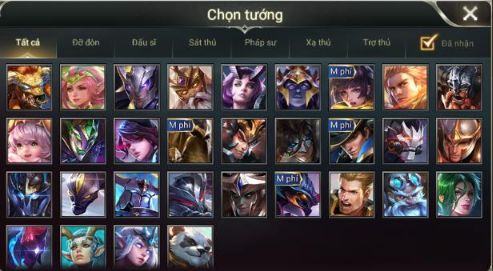 Chọn tướng
Tất cả Đỡ đòn Đấu sĩ Sát thủ Pháp sư Xạ thủ Trợ thủ Đã nhận
M phí
M phí M phí
M phí